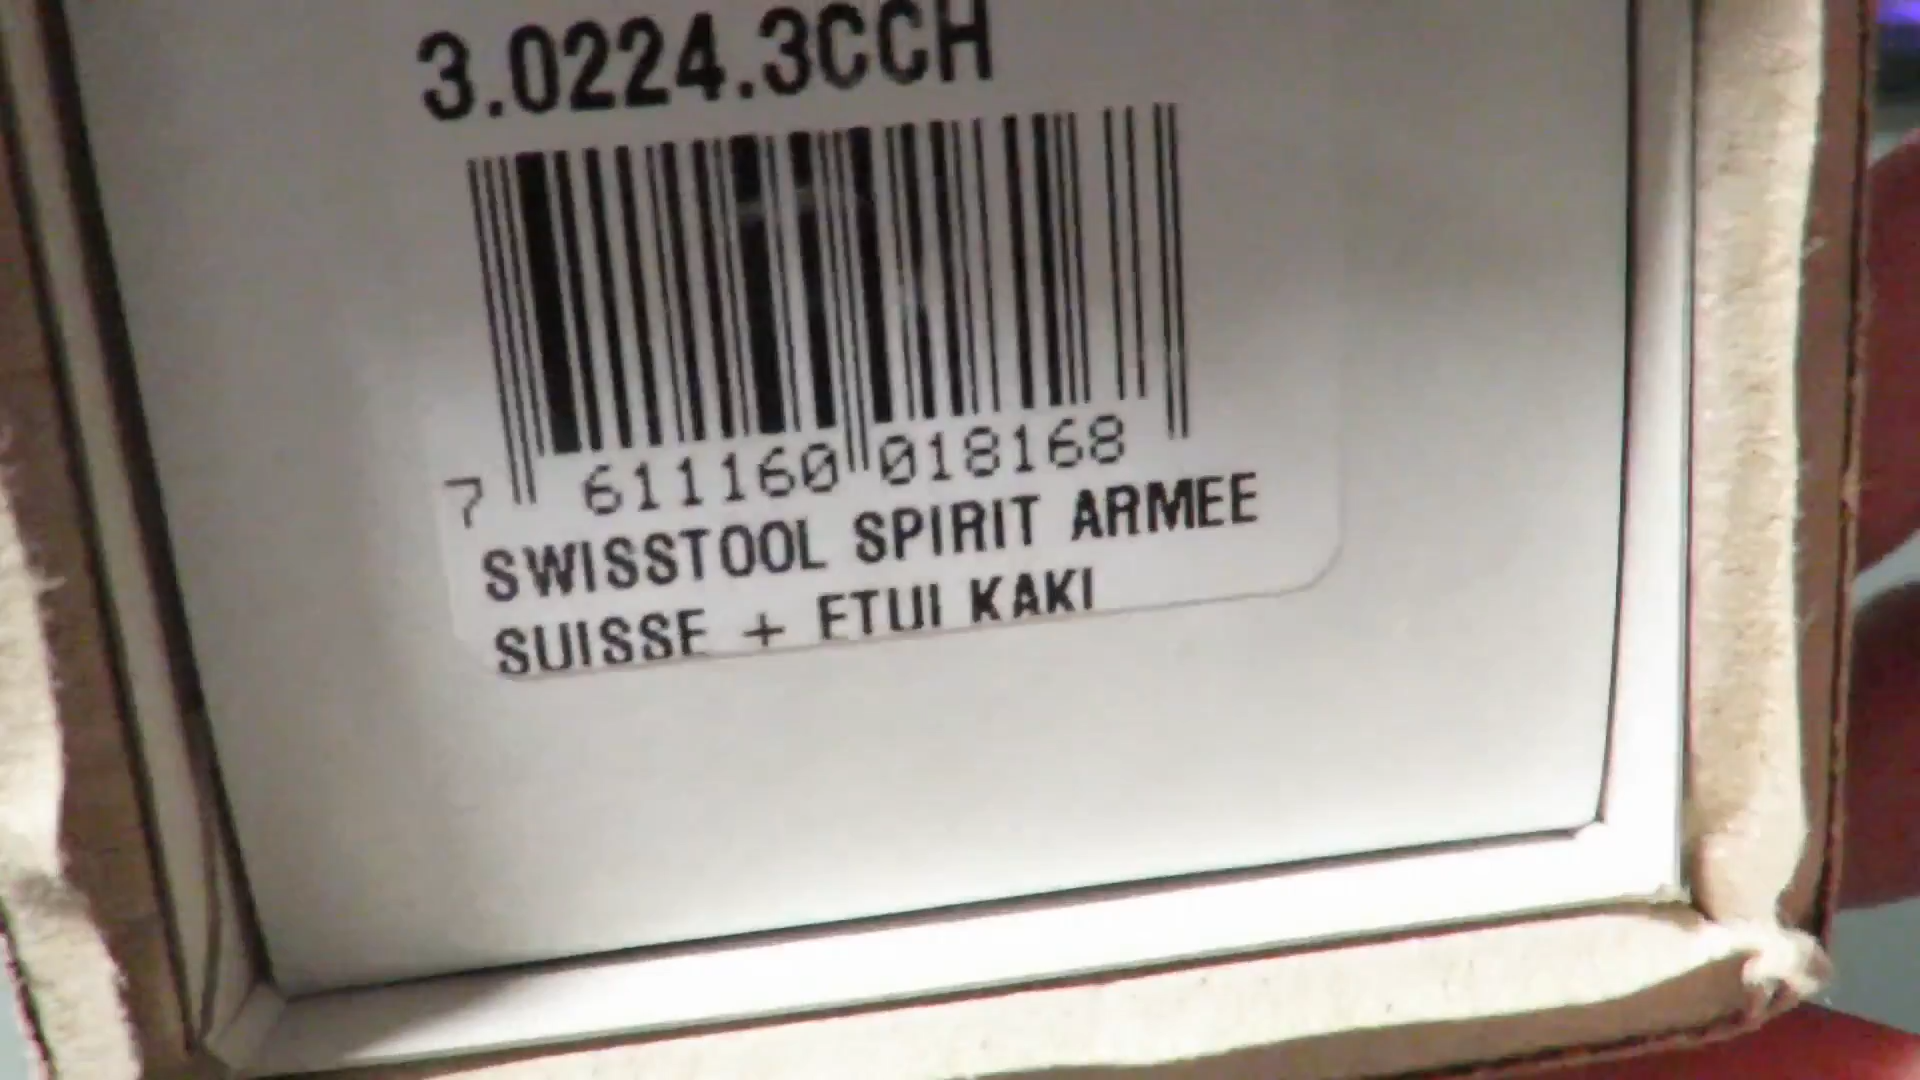 3.0224.3CCH
7 611160 018168
SWISSTOOL SPIRIT ARMEE
SUISSE + ETUI KAKI